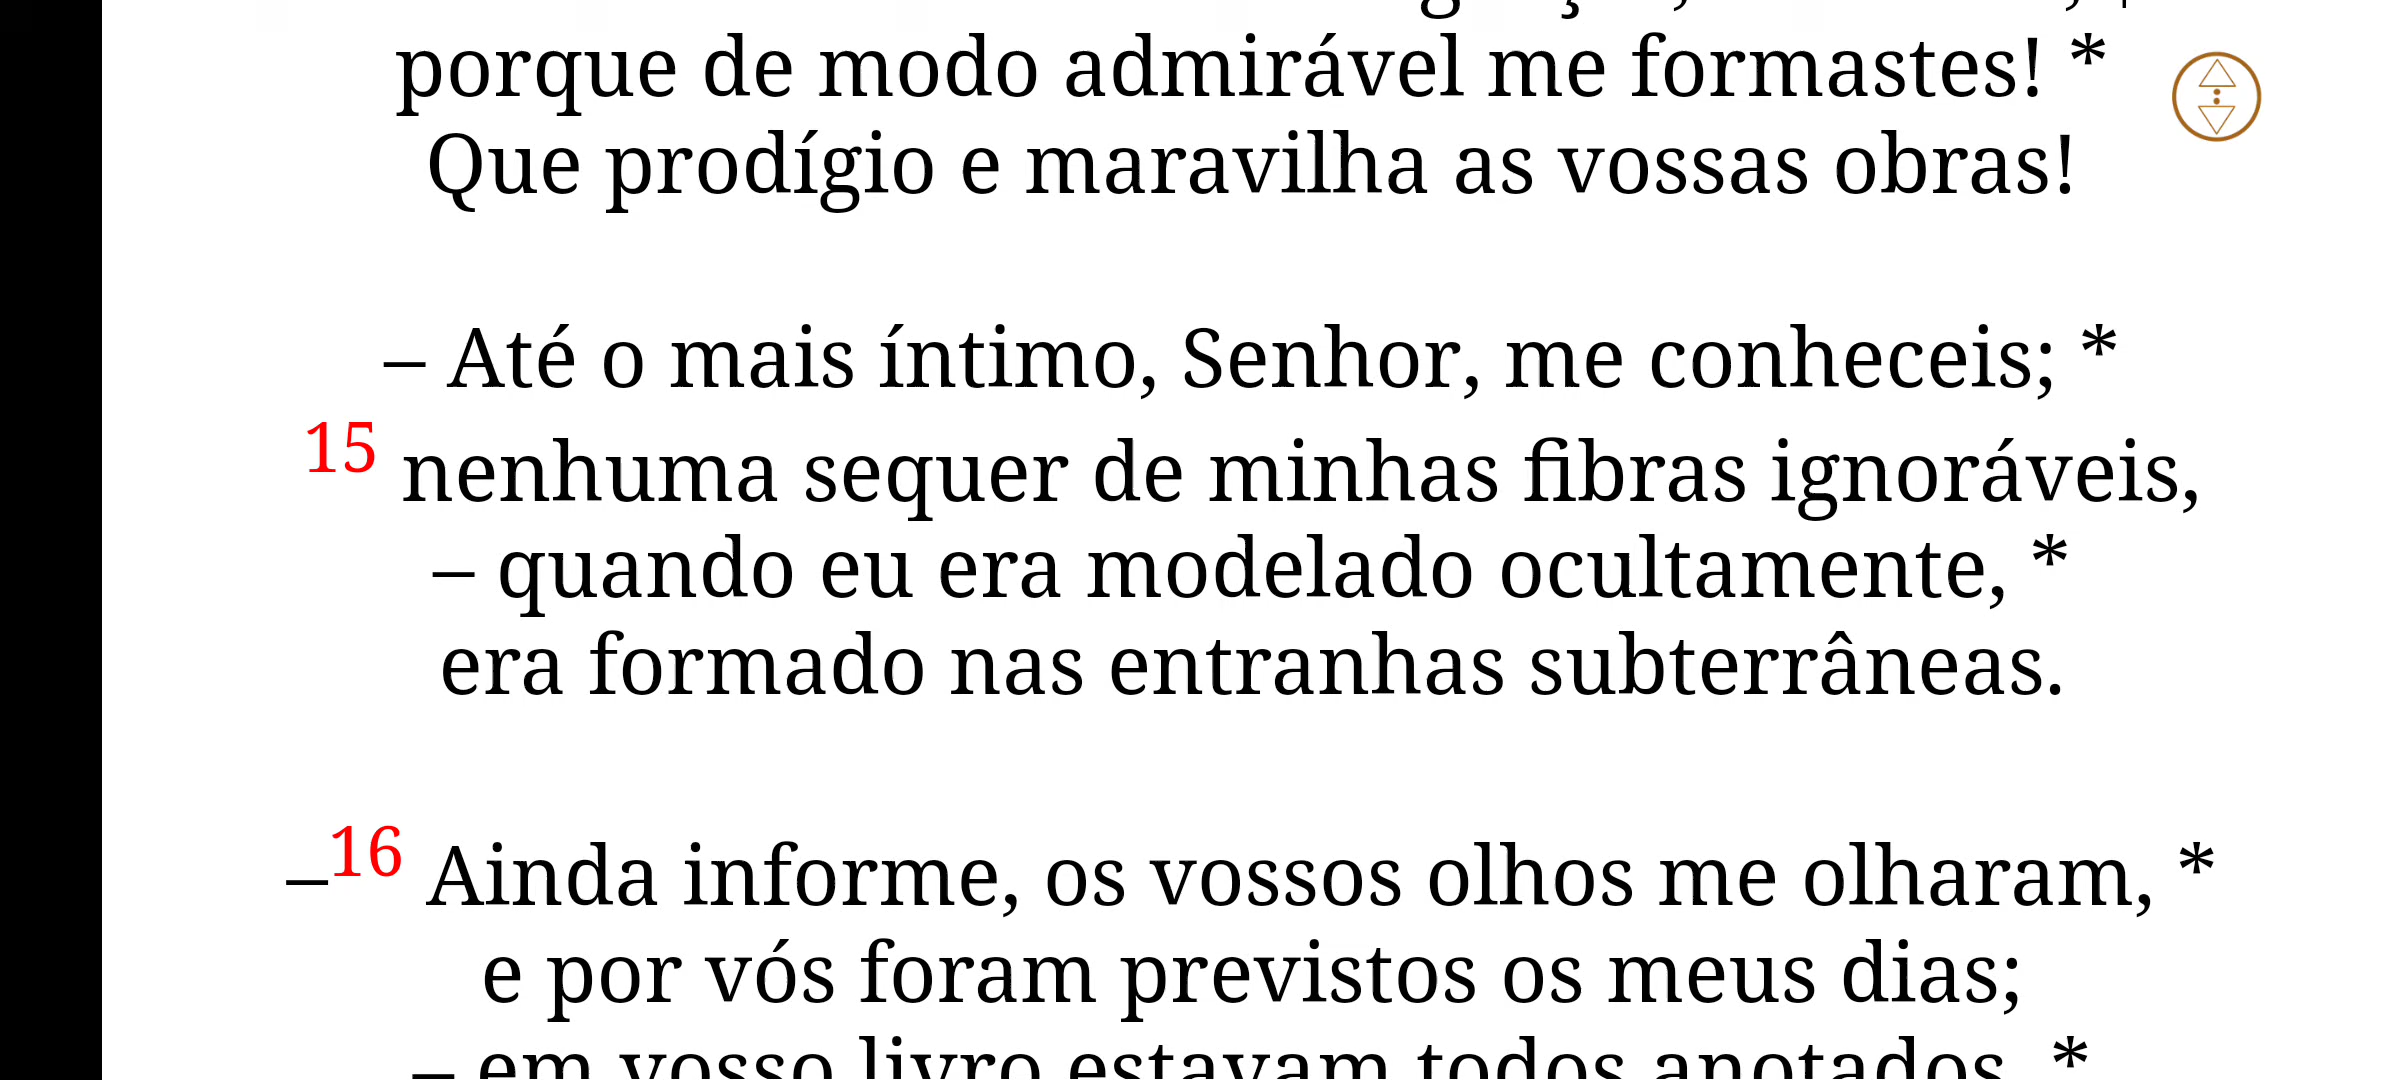 porque de modo admirável me formastes! *
Que prodígio e maravilha as vossas obras!
– Até o mais íntimo, Senhor, me conheceis; *
15 nenhuma sequer de minhas fibras ignoráveis,
– quando eu era modelado ocultamente, *
era formado nas entranhas subterrâneas.
–16 Ainda informe, os vossos olhos me olharam, *
e por vós foram previstos os meus dias;
– em vosso livro estavam todos anotados, *